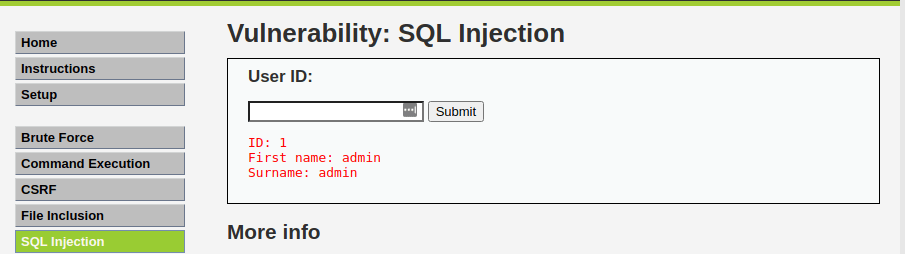 Home
Instructions
Setup
Brute Force
Command Execution
CSRF
File Inclusion
SQL Injection
Vulnerability: SQL Injection
User ID:
Submit
ID: 1
First name: admin
Surname: admin
More info